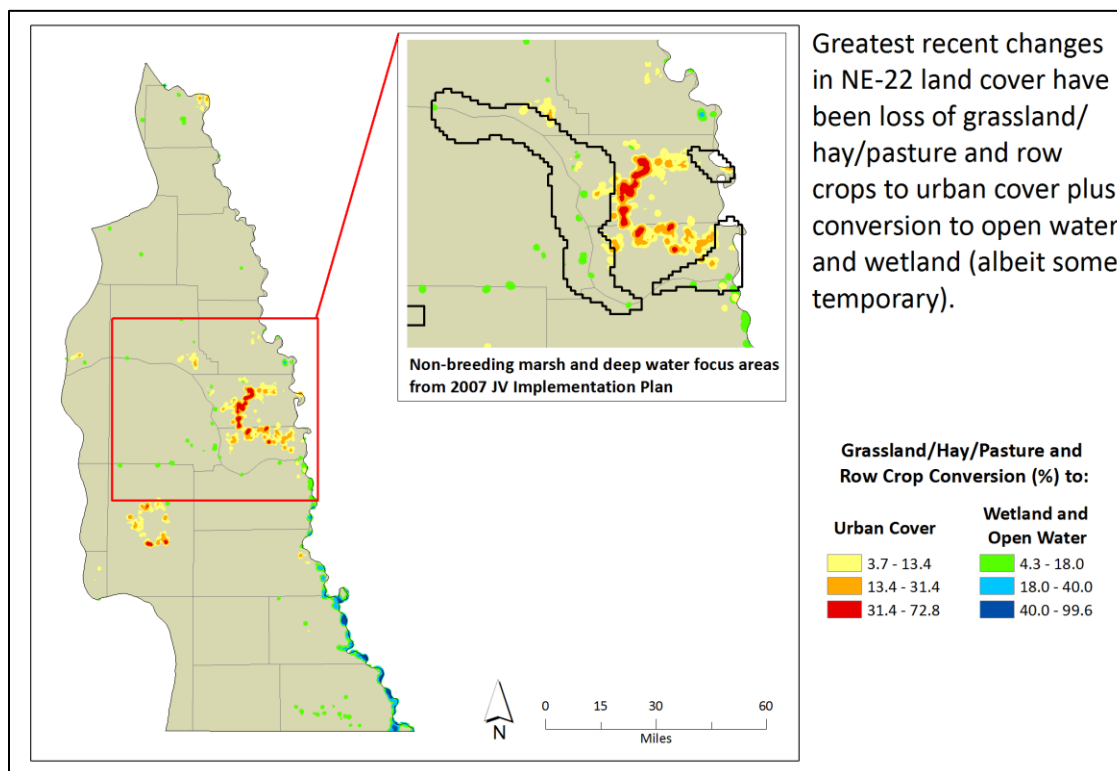 Greatest recent changes
in NE-22 land cover have
been loss of grassland/
hay/pasture and row
crops to urban cover plus
conversion to open water
and wetland (albeit some
temporary).
Non-breeding marsh and deep water focus areas
from 2007 JV Implementation Plan
Grassland/Hay/Pasture and
Row Crop Conversion (%) to:
Urban Cover
3.7 - 13.4
13.4 - 31.4
31.4 - 72.8
Wetland and
Open Water
4.3 - 18.0
18.0 - 40.0
40.0 - 99.6
N
0 15 30 60
Miles